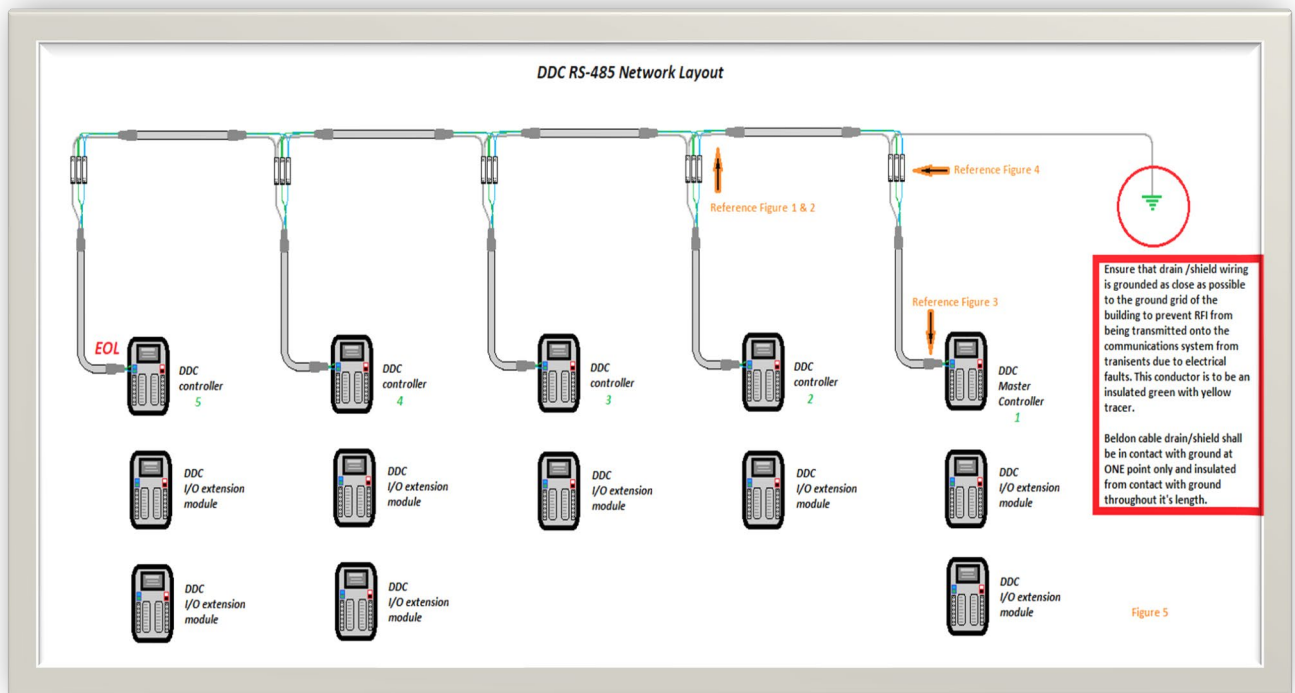 DDC RS-485 Network Layout
Reference Figure 4
Reference Figure 1 & 2
Ensure that drain /shield wiring
is grounded as close as possible
to the ground grid of the
building to prevent RFI from
being transmitted onto the
communications system from
tranisents due to electrical
faults. This conductor is to be an
insulated green with yellow
tracer.
Beldon cable drain/shield shall
be in contact with ground at
ONE point only and insulated
from contact with ground
throughout it's length.
Reference Figure 3
EOL
DDC
controller
5
DDC
controller
4
DDC
controller
3
DDC
controller
2
DDC
Master
Controller
1
DDC
I/O extension
module
DDC
I/O extension
module
DDC
I/O extension
module
DDC
I/O extension
module
DDC
I/O extension
module
DDC
I/O extension
module
DDC
I/O extension
module
DDC
I/O extension
module
Figure 5